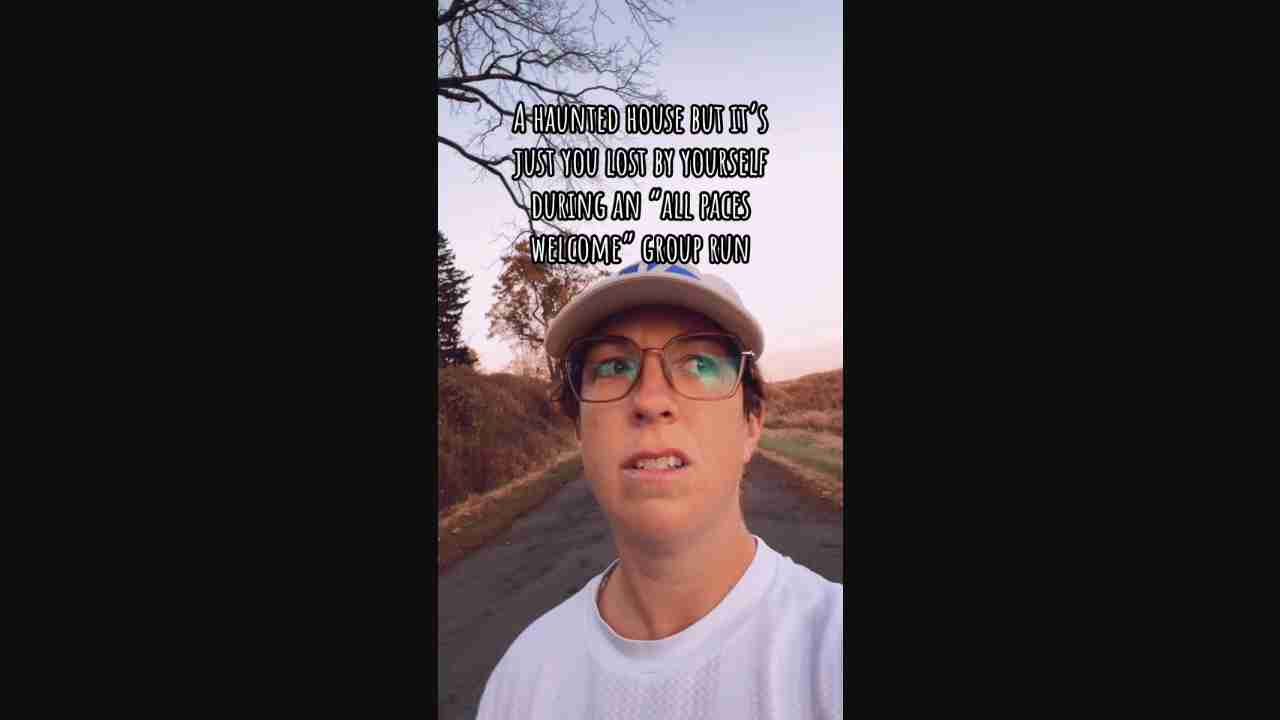 A haunted house but it's
just you lost by yourself
during an "all paces
welcome" group run